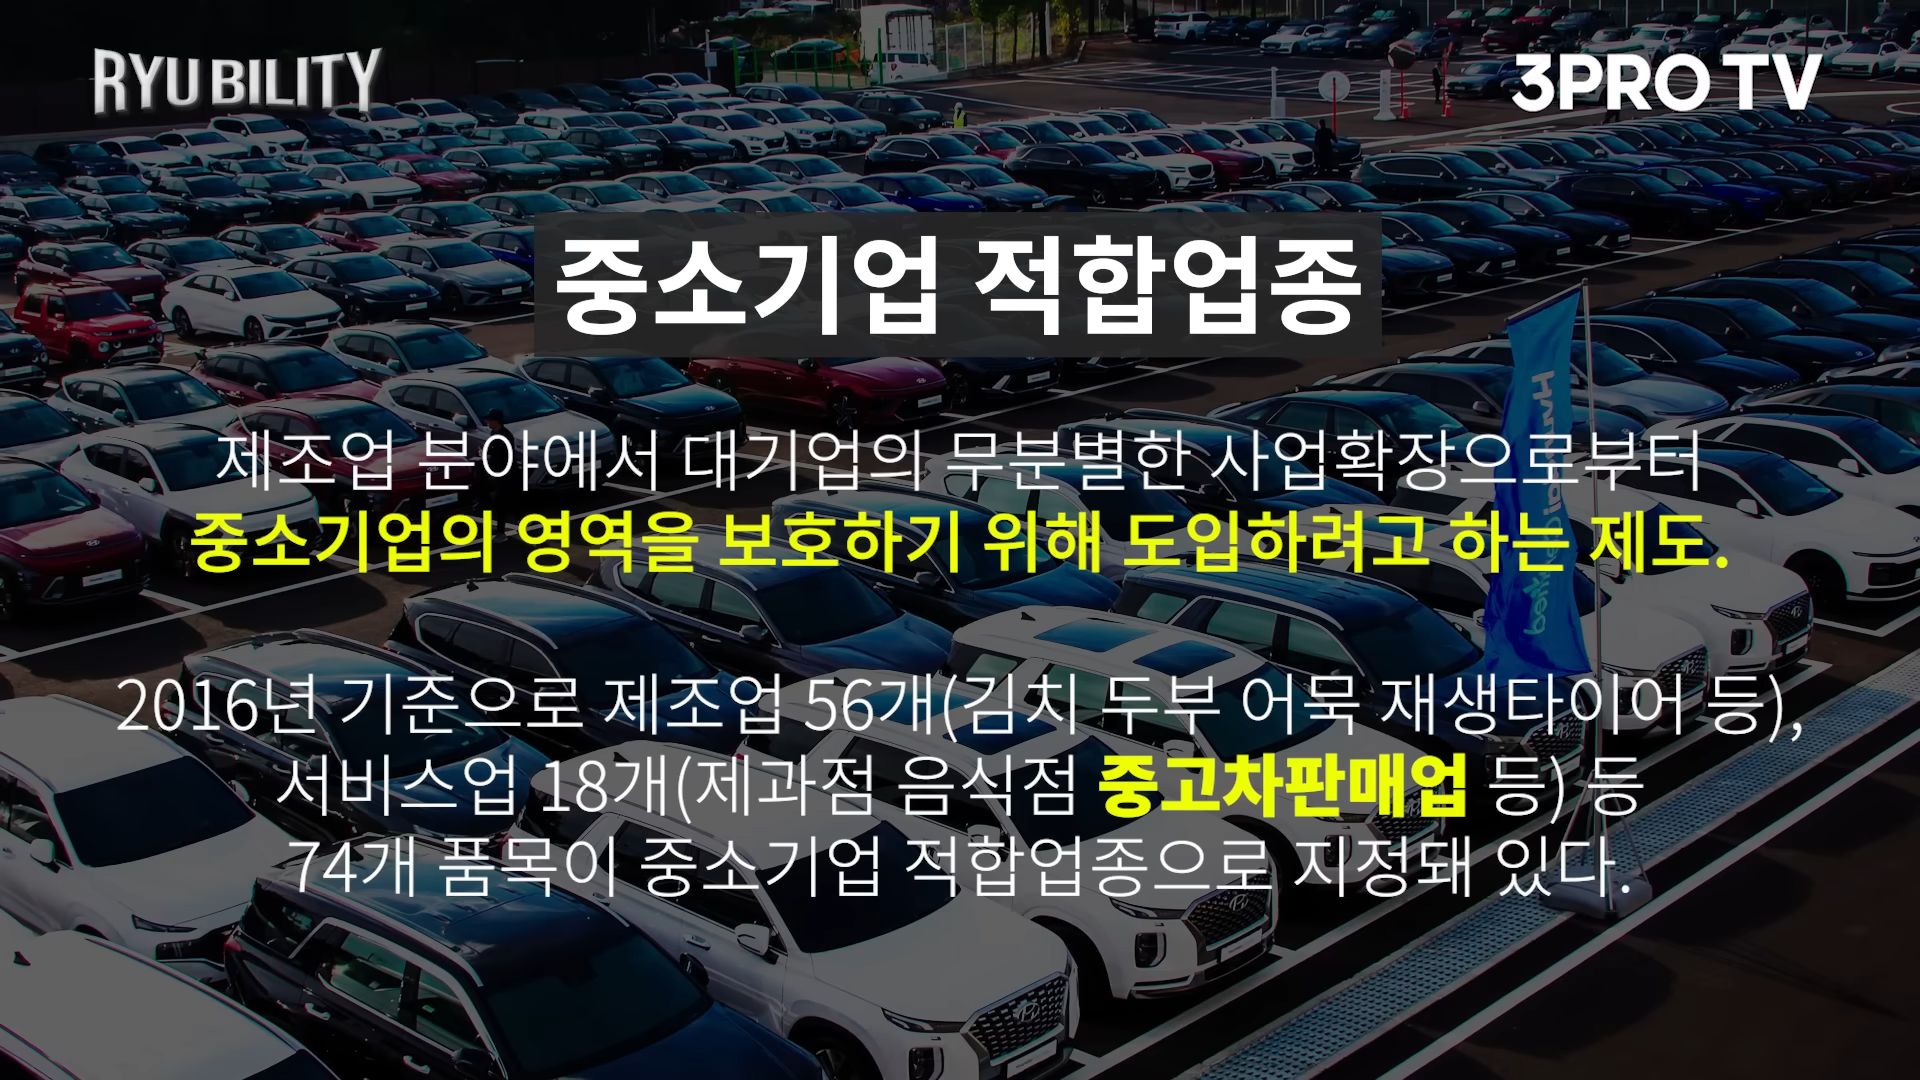 RYUBILITY
3PRO TV
중소기업 적합업종
제조업 분야에서 대기업의 무분별한 사업확장으로부터
중소기업의 영역을 보호하기 위해 도입하려고 하는 제도.
2016년 기준으로 제조업 56개(김치 두부 어묵 재생타이어 등),
서비스업 18개(제과점 음식점 중고차판매업 등) 등
74개 품목이 중소기업 적합업종으로 지정돼 있다.